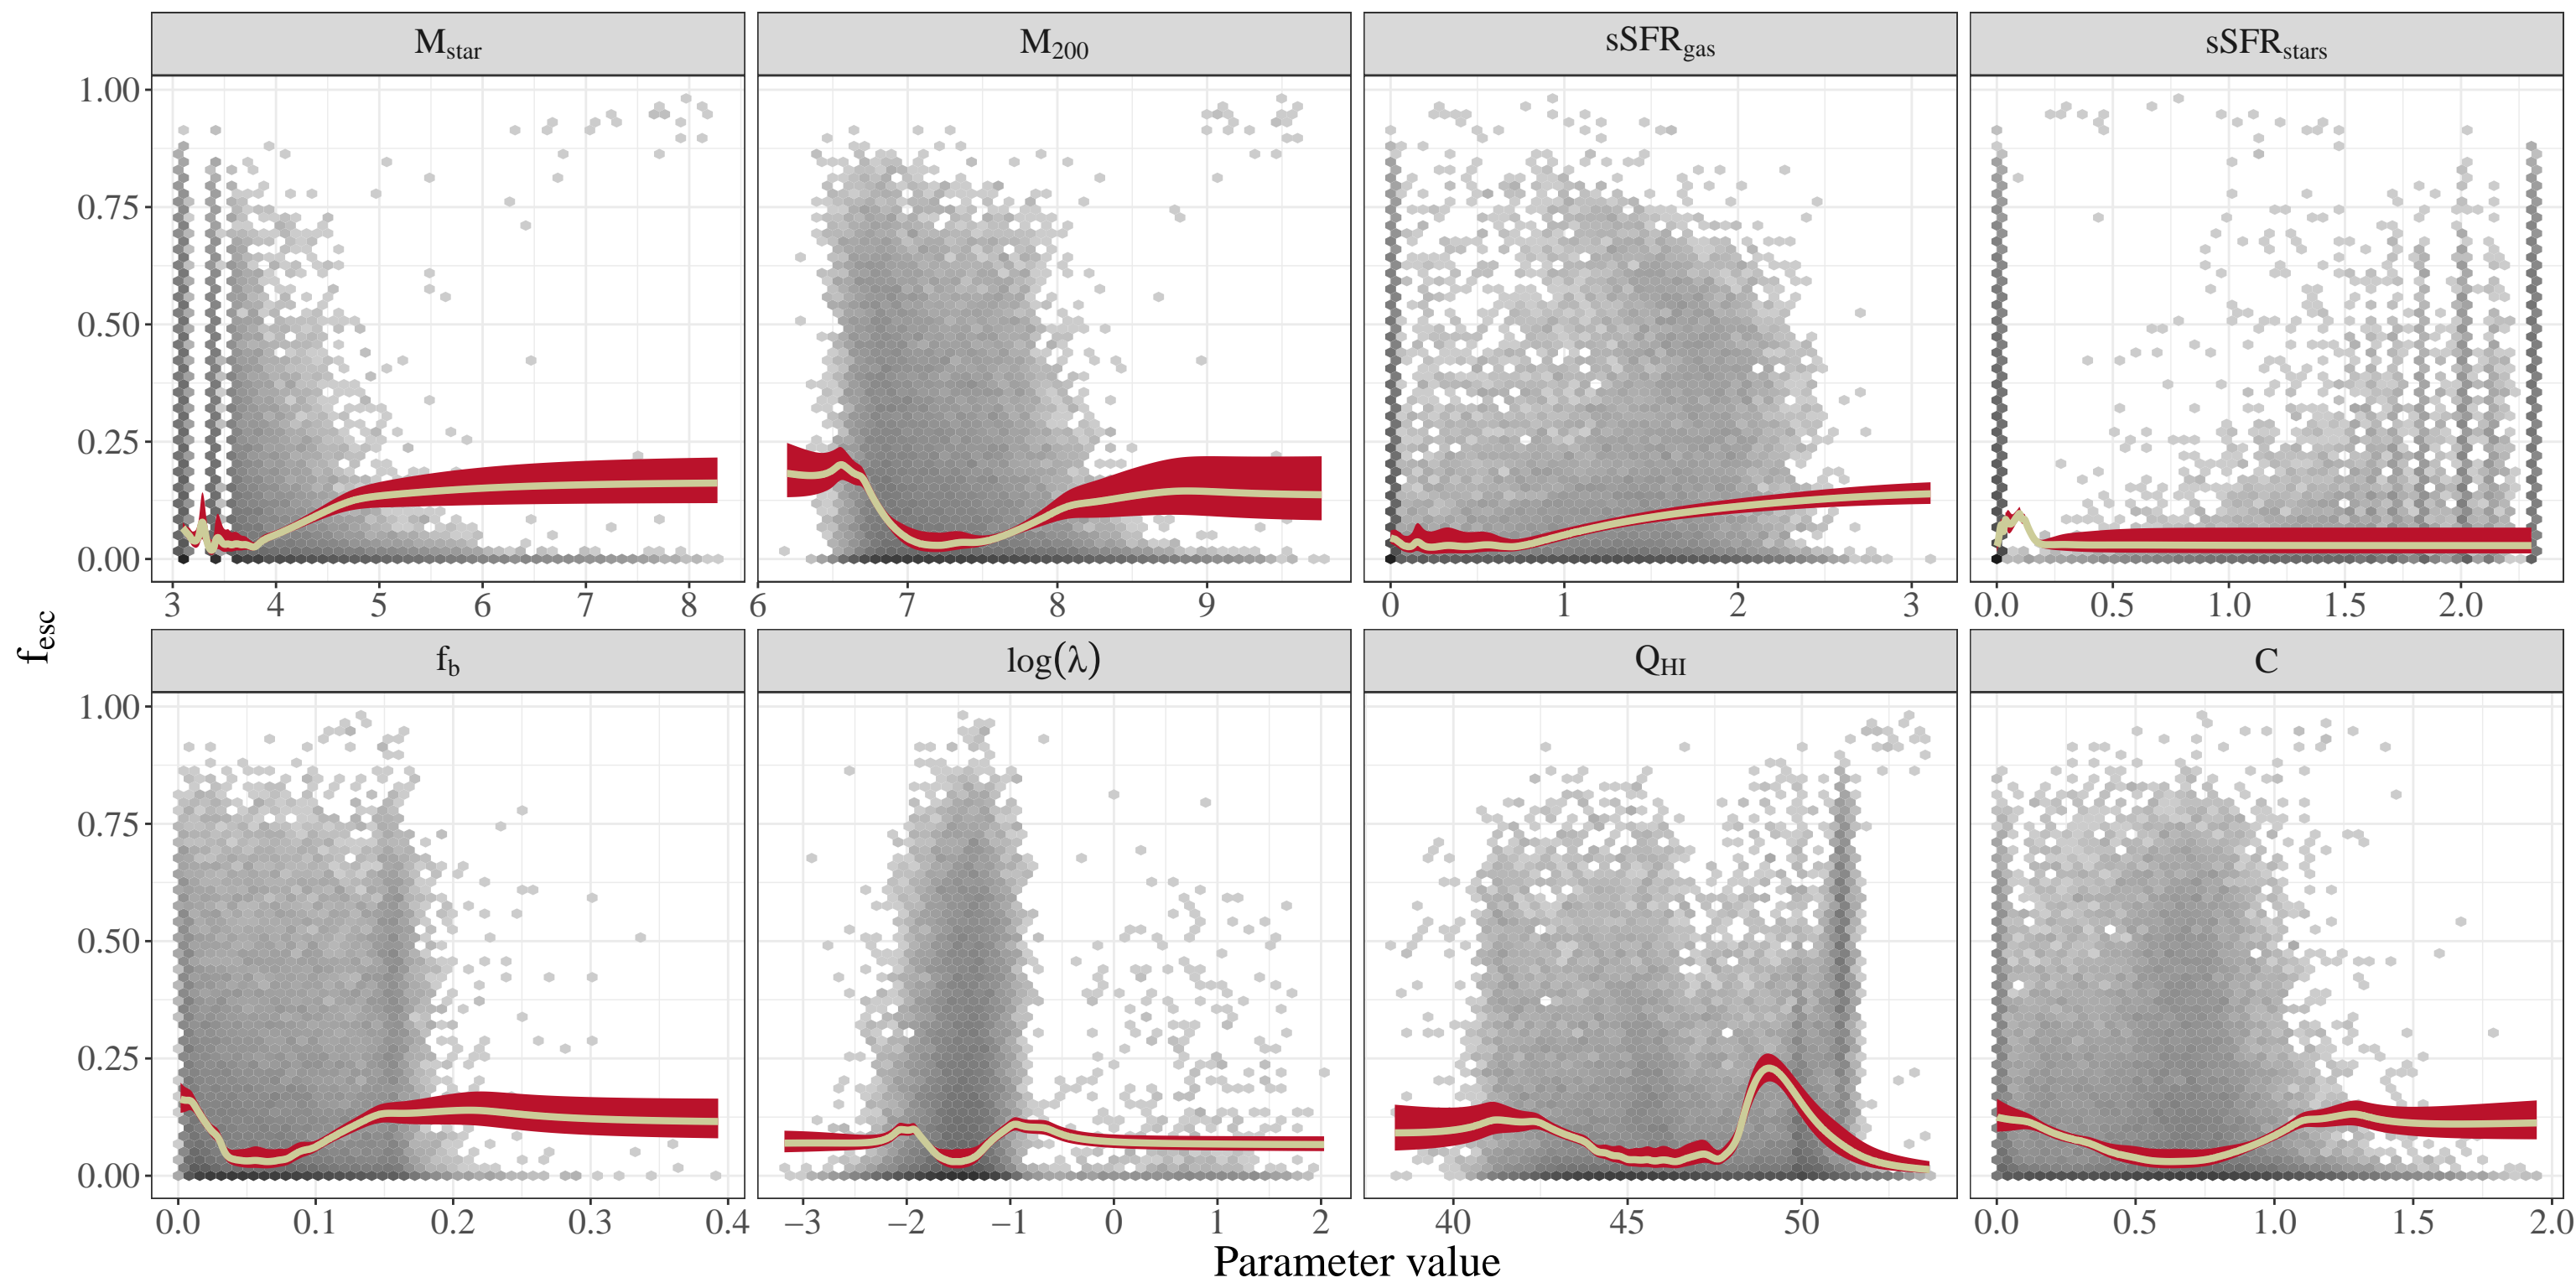 M_star M_200 sSFR_gas sSFR_stars
1.00
0.75
0.50
0.25
0.00
3 4 5 6 7 8 6 7 8 9 0 1 2 3 0.0 0.5 1.0 1.5 2.0
f_esc
f_b log(λ) Q_HI C
1.00
0.75
0.50
0.25
0.00
0.0 0.1 0.2 0.3 0.4 −3 −2 −1 0 1 2 40 45 50 0.0 0.5 1.0 1.5 2.0
Parameter value